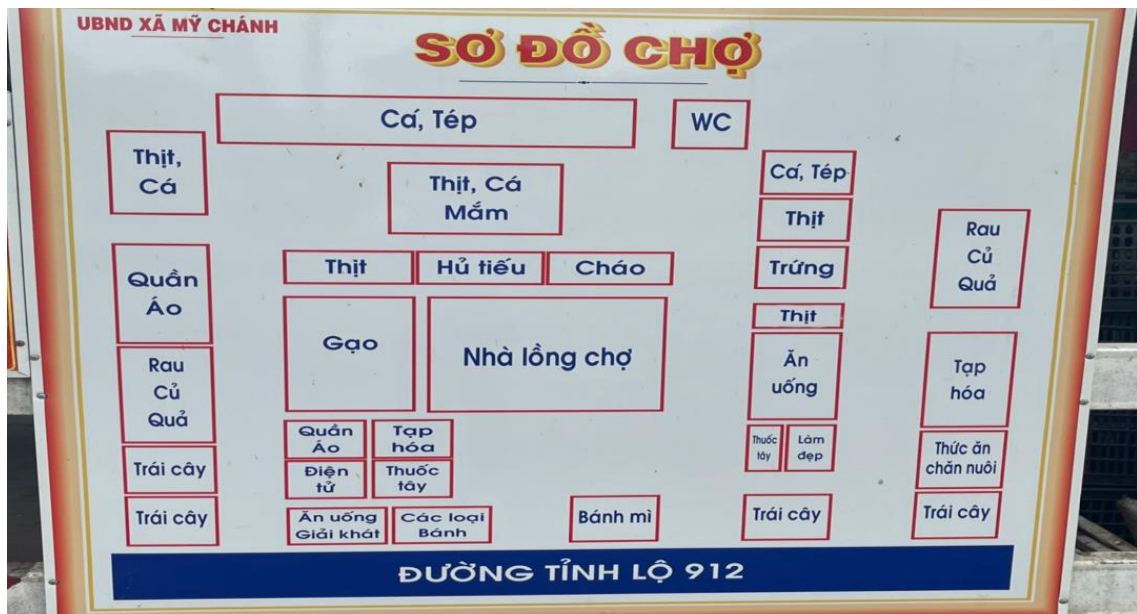 UBND XÃ MỸ CHÁNH
SƠ ĐỒ CHỢ
Cá, Tép
WC
Thịt,
Cá
Thịt, Cá
Mắm
Cá, Tép
Thịt
Rau
Củ
Quả
Quần
Áo
Thịt
Hủ tiếu
Cháo
Trứng
Gạo
Nhà lồng chợ
Thịt
Ăn
uống
Tạp
hóa
Rau
Củ
Quả
Quần
Áo
Tạp
hóa
Thuốc
tây
Làm
đẹp
Thức ăn
chăn nuôi
Trái cây
Điện
tử
Thuốc
tây
Trái cây
Ăn uống
Giải khát
Các loại
Bánh
Bánh mì
Trái cây
Trái cây
ĐƯỜNG TỈNH LỘ 912